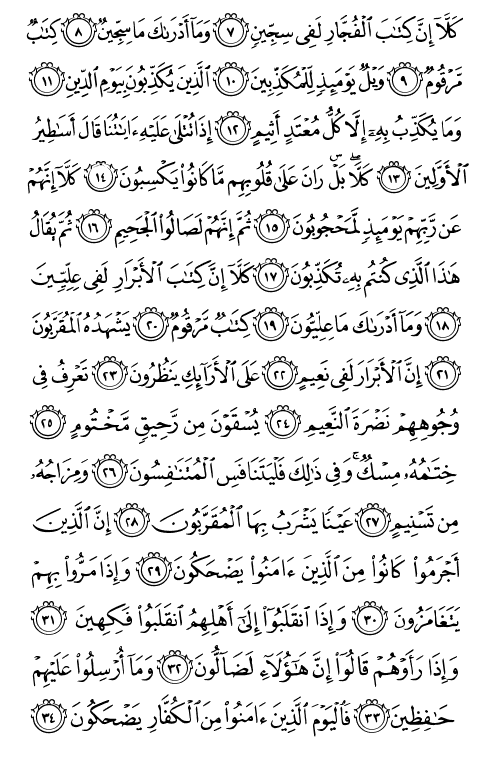 كَلَّآ إِنَّ كِتَٰبَ ٱلۡفُجَّارِ لَفِي سِجِّينٖ ٧ وَمَآ أَدۡرَىٰكَ مَا سِجِّينٞ ٨ كِتَٰبٞ
مَّرۡقُومٞ ٩ وَيۡلٞ يَوۡمَئِذٖ لِّلۡمُكَذِّبِينَ ١٠ ٱلَّذِينَ يُكَذِّبُونَ بِيَوۡمِ ٱلدِّينِ ١١
وَمَا يُكَذِّبُ بِهِۦٓ إِلَّا كُلُّ مُعۡتَدٍ أَثِيمٍ ١٢ إِذَا تُتۡلَىٰ عَلَيۡهِ ءَايَٰتُنَا قَالَ أَسَٰطِيرُ
ٱلۡأَوَّلِينَ ١٣ كَلَّاۖ بَلۡۜ رَانَ عَلَىٰ قُلُوبِهِم مَّا كَانُواْ يَكۡسِبُونَ ١٤ كَلَّآ إِنَّهُمۡ
عَن رَّبِّهِمۡ يَوۡمَئِذٖ لَّمَحۡجُوبُونَ ١٥ ثُمَّ إِنَّهُمۡ لَصَالُواْ ٱلۡجَحِيمِ ١٦ ثُمَّ يُقَالُ
هَٰذَا ٱلَّذِي كُنتُم بِهِۦ تُكَذِّبُونَ ١٧ كَلَّآ إِنَّ كِتَٰبَ ٱلۡأَبۡرَارِ لَفِي عِلِّيِّينَ
١٨ وَمَآ أَدۡرَىٰكَ مَا عِلِّيُّونَ ١٩ كِتَٰبٞ مَّرۡقُومٞ ٢٠ يَشۡهَدُهُ ٱلۡمُقَرَّبُونَ
٢١ إِنَّ ٱلۡأَبۡرَارَ لَفِي نَعِيمٍ ٢٢ عَلَى ٱلۡأَرَآئِكِ يَنظُرُونَ ٢٣ تَعۡرِفُ فِي
وُجُوهِهِمۡ نَضۡرَةَ ٱلنَّعِيمِ ٢٤ يُسۡقَوۡنَ مِن رَّحِيقٖ مَّخۡتُومٍ ٢٥
خِتَٰمُهُۥ مِسۡكٞۚ وَفِي ذَٰلِكَ فَلۡيَتَنَافَسِ ٱلۡمُتَنَٰفِسُونَ ٢٦ وَمِزَاجُهُۥ
مِن تَسۡنِيمٍ ٢٧ عَيۡنٗا يَشۡرَبُ بِهَا ٱلۡمُقَرَّبُونَ ٢٨ إِنَّ ٱلَّذِينَ
أَجۡرَمُواْ كَانُواْ مِنَ ٱلَّذِينَ ءَامَنُواْ يَضۡحَكُونَ ٢٩ وَإِذَا مَرُّواْ بِهِمۡ
يَتَغَامَزُونَ ٣٠ وَإِذَا ٱنقَلَبُوٓاْ إِلَىٰٓ أَهۡلِهِمُ ٱنقَلَبُواْ فَكِهِينَ ٣١
وَإِذَا رَأَوۡهُمۡ قَالُوٓاْ إِنَّ هَٰٓؤُلَآءِ لَضَآلُّونَ ٣٢ وَمَآ أُرۡسِلُواْ عَلَيۡهِمۡ
حَٰفِظِينَ ٣٣ فَٱلۡيَوۡمَ ٱلَّذِينَ ءَامَنُواْ مِنَ ٱلۡكُفَّارِ يَضۡحَكُونَ ٣٤